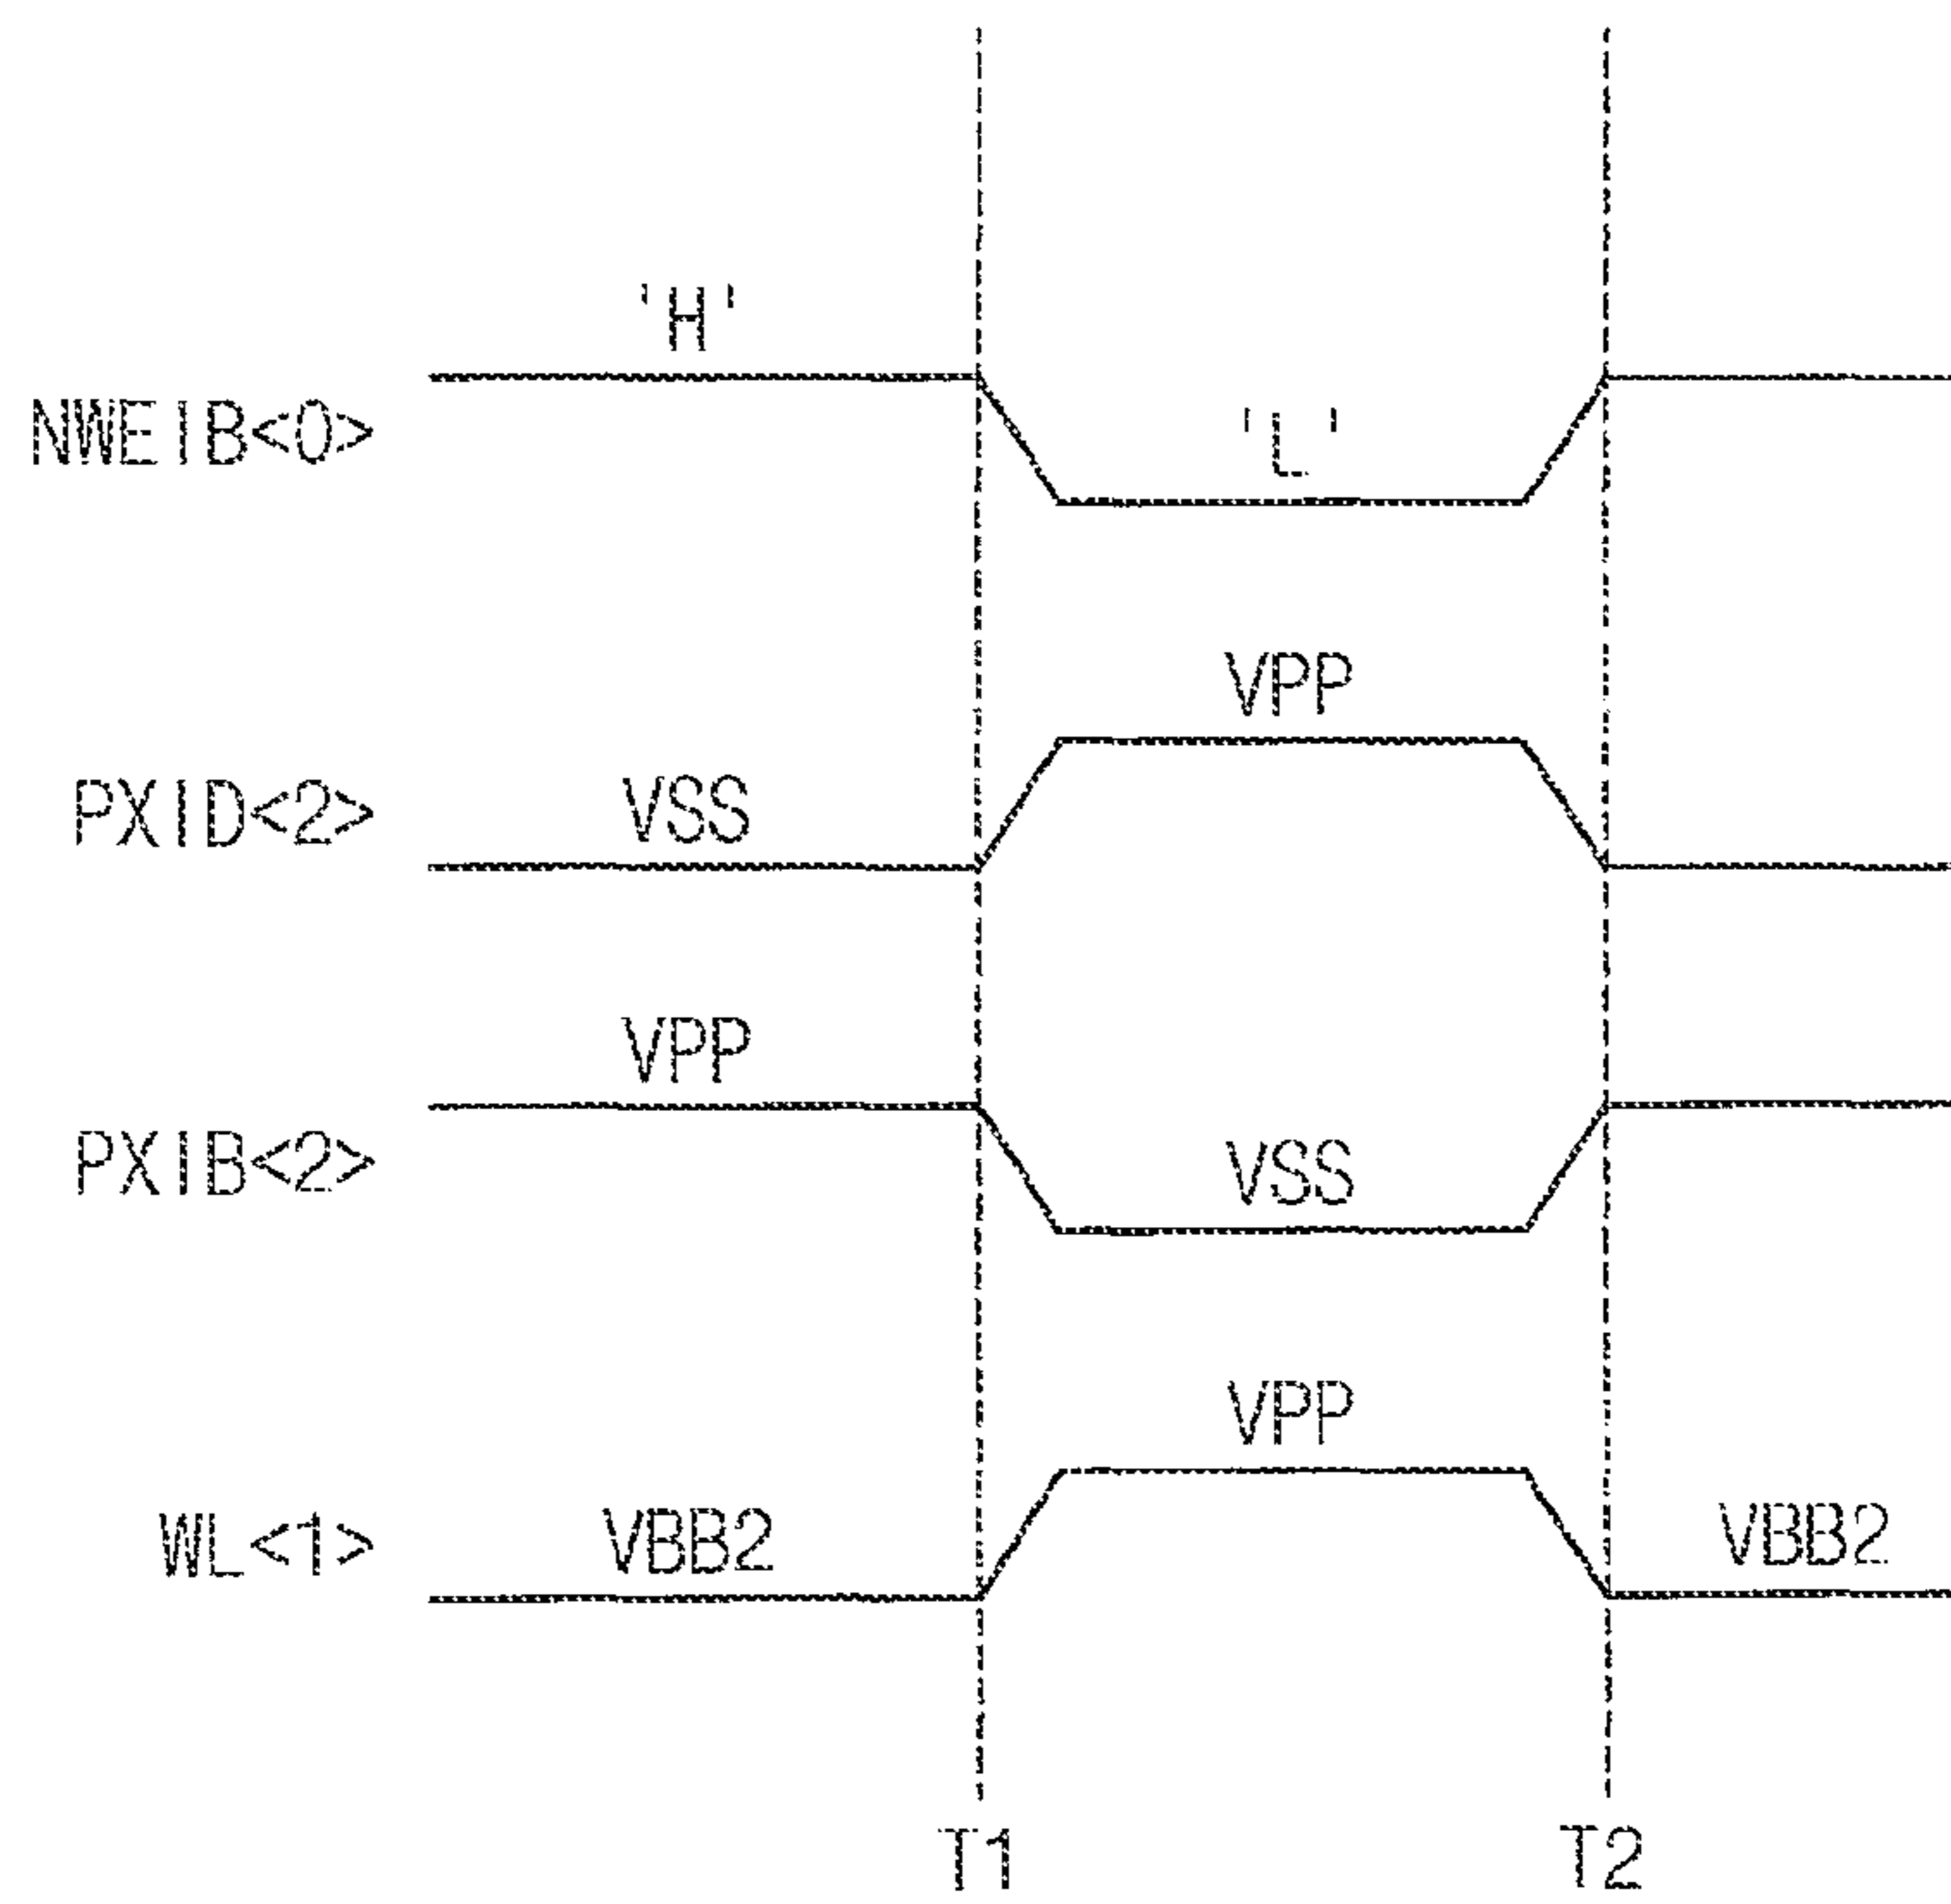 'H'
NWEIB<0>
'L'
VPP
PXID<2>
VSS
VPP
PXIB<2>
VSS
VPP
WL<1>
VBB2
VBB2
T1
T2